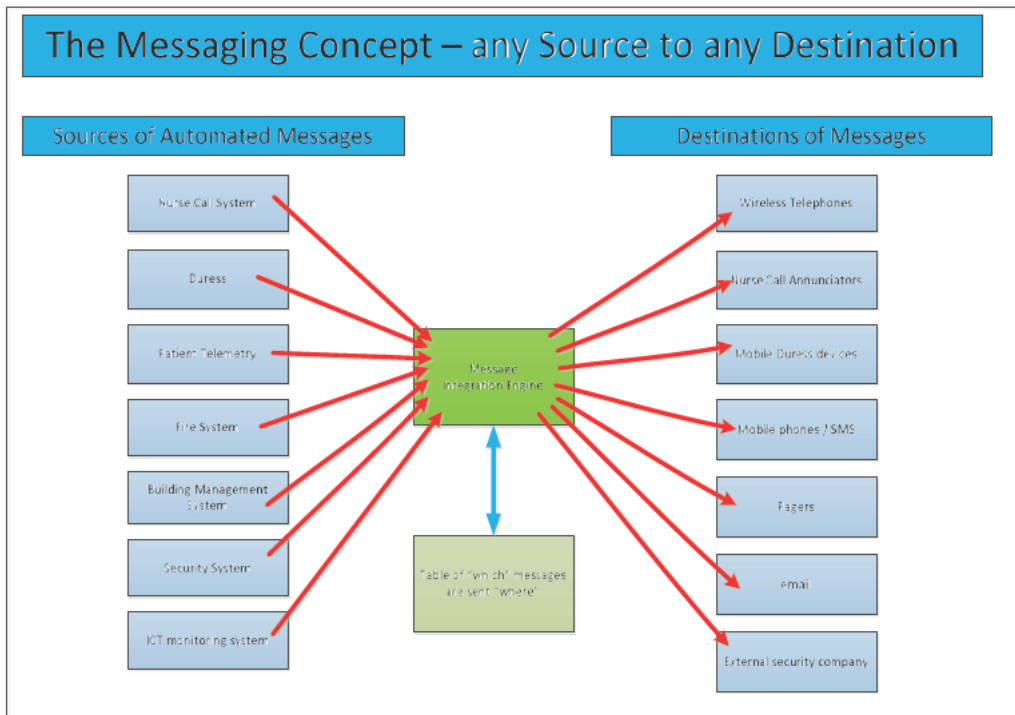 The Messaging Concept – any Source to any Destination
Sources of Automated Messages
Destinations of Messages
Nurse Call System
Duress
Patient Telemetry
Fire System
Building Management
System
Security System
ICT monitoring system
Message
Integration Engine
Table of "which" messages
are sent "where"
Wireless Telephones
Nurse Call Annunciators
Mobile Duress devices
Mobile phones / SMS
Pagers
email
External security company